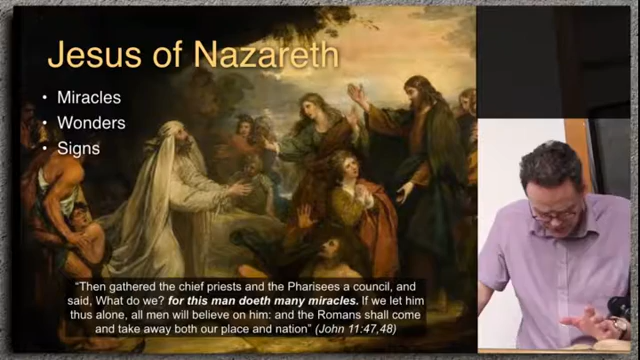 Jesus of Nazareth
• Miracles
• Wonders
• Signs
“Then gathered the chief priests and the Pharisees a council, and
said, What do we? for this man doeth many miracles. If we let him
thus alone, all men will believe on him: and the Romans shall come
and take away both our place and nation” (John 11:47,48)